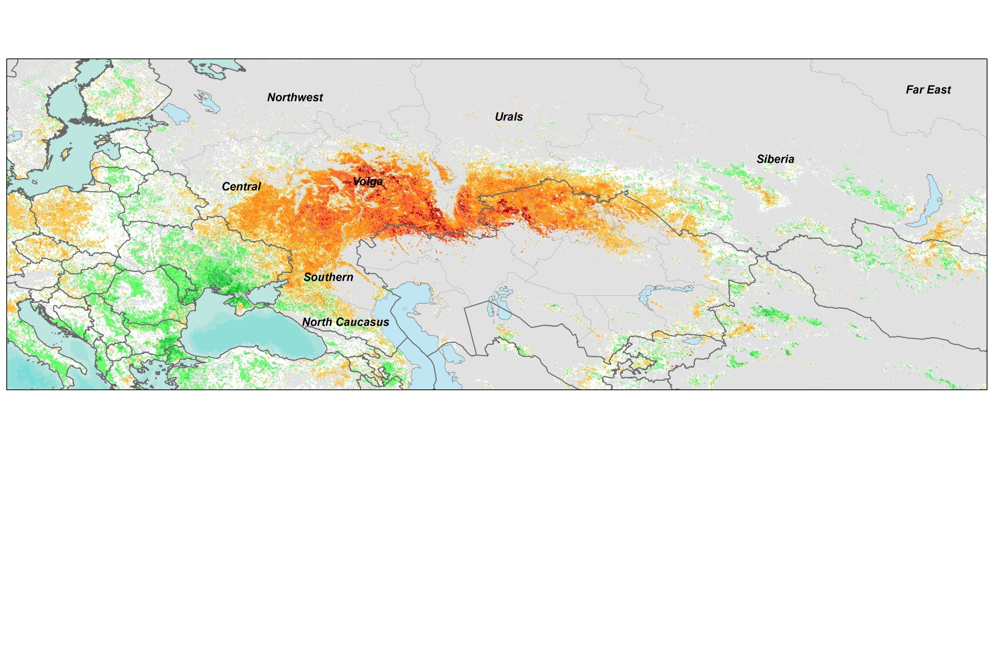 Far East
Northwest
Urals
Siberia
Volga
Central
Southern
North Caucasus